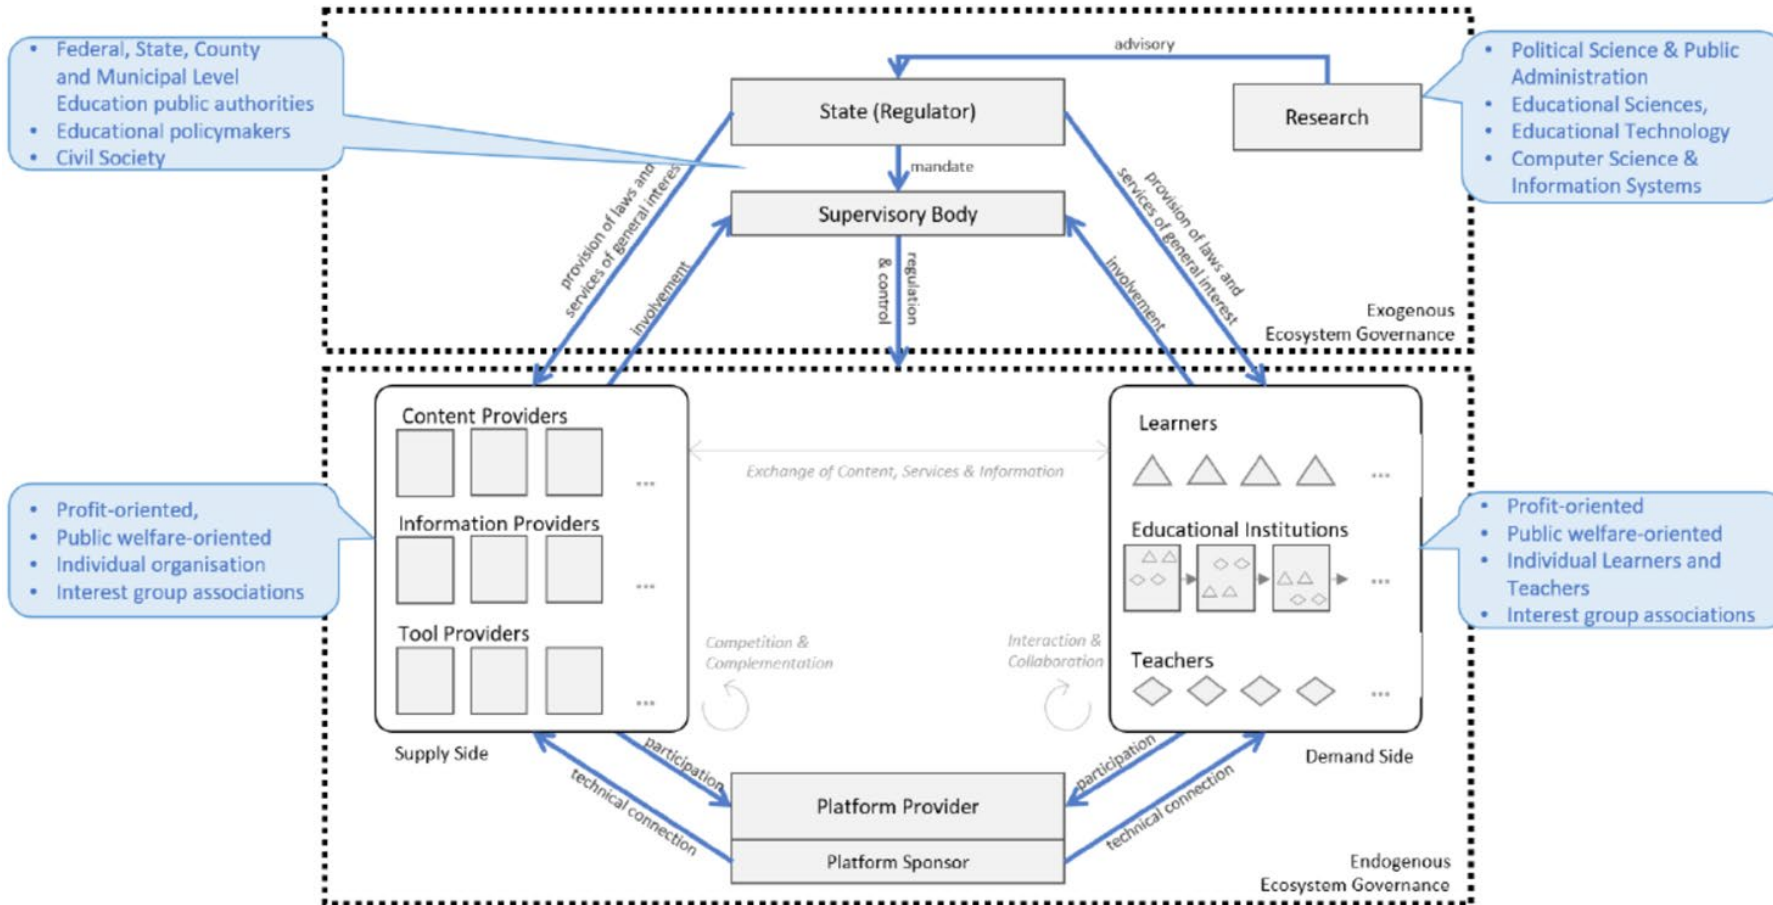 • Federal, State, County
and Municipal Level
Education public authorities
• Educational policymakers
• Civil Society
advisory
State (Regulator)
Research
• Political Science & Public
Administration
• Educational Sciences,
• Educational Technology
• Computer Science &
Information Systems
mandate
Supervisory Body
provision of laws and
services of general interes
involvement
regulation
& control
involvement
provision of laws and
services of general interest
Exogenous
Ecosystem Governance
Content Providers
...
Information Providers
...
Tool Providers
...
Supply Side
• Profit-oriented,
• Public welfare-oriented
• Individual organisation
• Interest group associations
Exchange of Content, Services & Information
Competition &
Complementation
Interaction &
Collaboration
Learners
...
Educational Institutions
...
Teachers
...
Demand Side
• Profit-oriented
• Public welfare-oriented
• Individual Learners and
Teachers
• Interest group associations
participation
technical connection
participation
technical connection
Platform Provider
Platform Sponsor
Endogenous
Ecosystem Governance